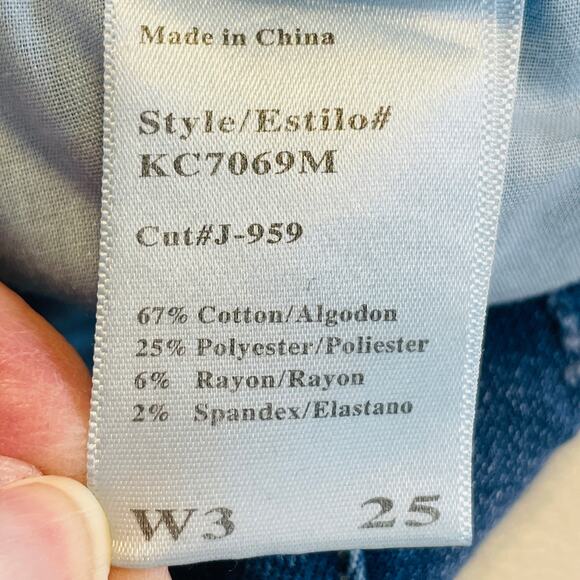 Made in China
Style/Estilo#
KC7069M
Cut#J-959
67% Cotton/Algodon
25% Polyester/Poliester
6% Rayon/Rayon
2% Spandex/Elastano
W3 25